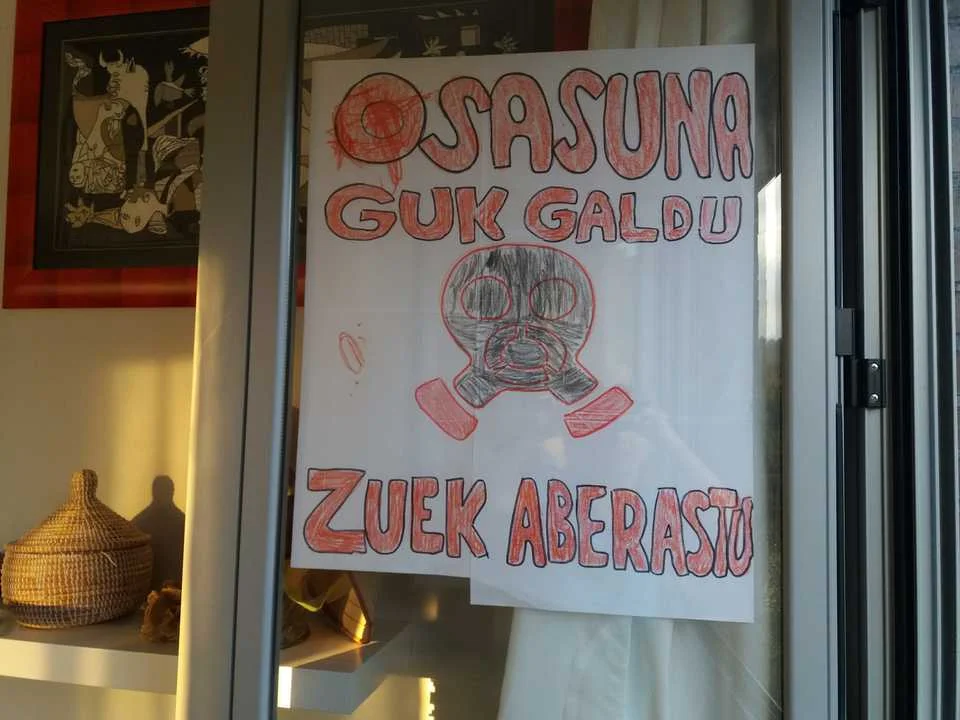 OSASUNA
GUK GALDU
ZUEK ABERASTU